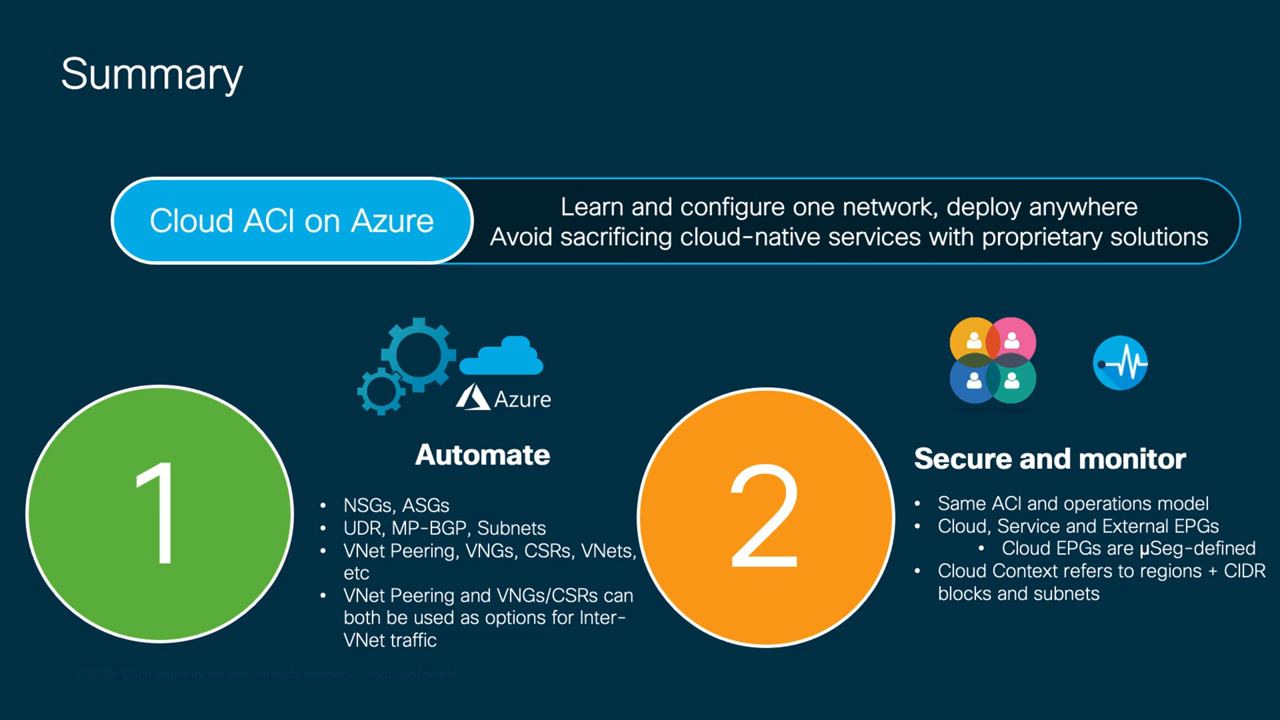 Summary
Cloud ACI on Azure
Learn and configure one network, deploy anywhere
Avoid sacrificing cloud-native services with proprietary solutions
Azure
1
Automate
• NSGs, ASGs
• UDR, MP-BGP, Subnets
• VNet Peering, VNGs, CSRs, VNets,
etc
• VNet Peering and VNGs/CSRs can
both be used as options for Inter-
VNet traffic
2
Secure and monitor
• Same ACI and operations model
• Cloud, Service and External EPGs
• Cloud EPGs are µSeg-defined
• Cloud Context refers to regions + CIDR
blocks and subnets